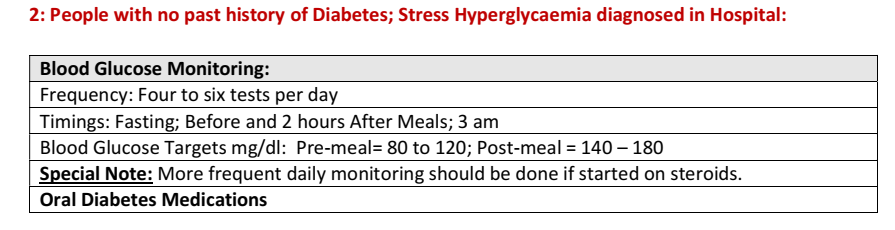 2: People with no past history of Diabetes; Stress Hyperglycaemia diagnosed in Hospital:
Blood Glucose Monitoring:
Frequency: Four to six tests per day
Timings: Fasting; Before and 2 hours After Meals; 3 am
Blood Glucose Targets mg/dl:  Pre-meal= 80 to 120; Post-meal = 140 – 180
Special Note: More frequent daily monitoring should be done if started on steroids.
Oral Diabetes Medications